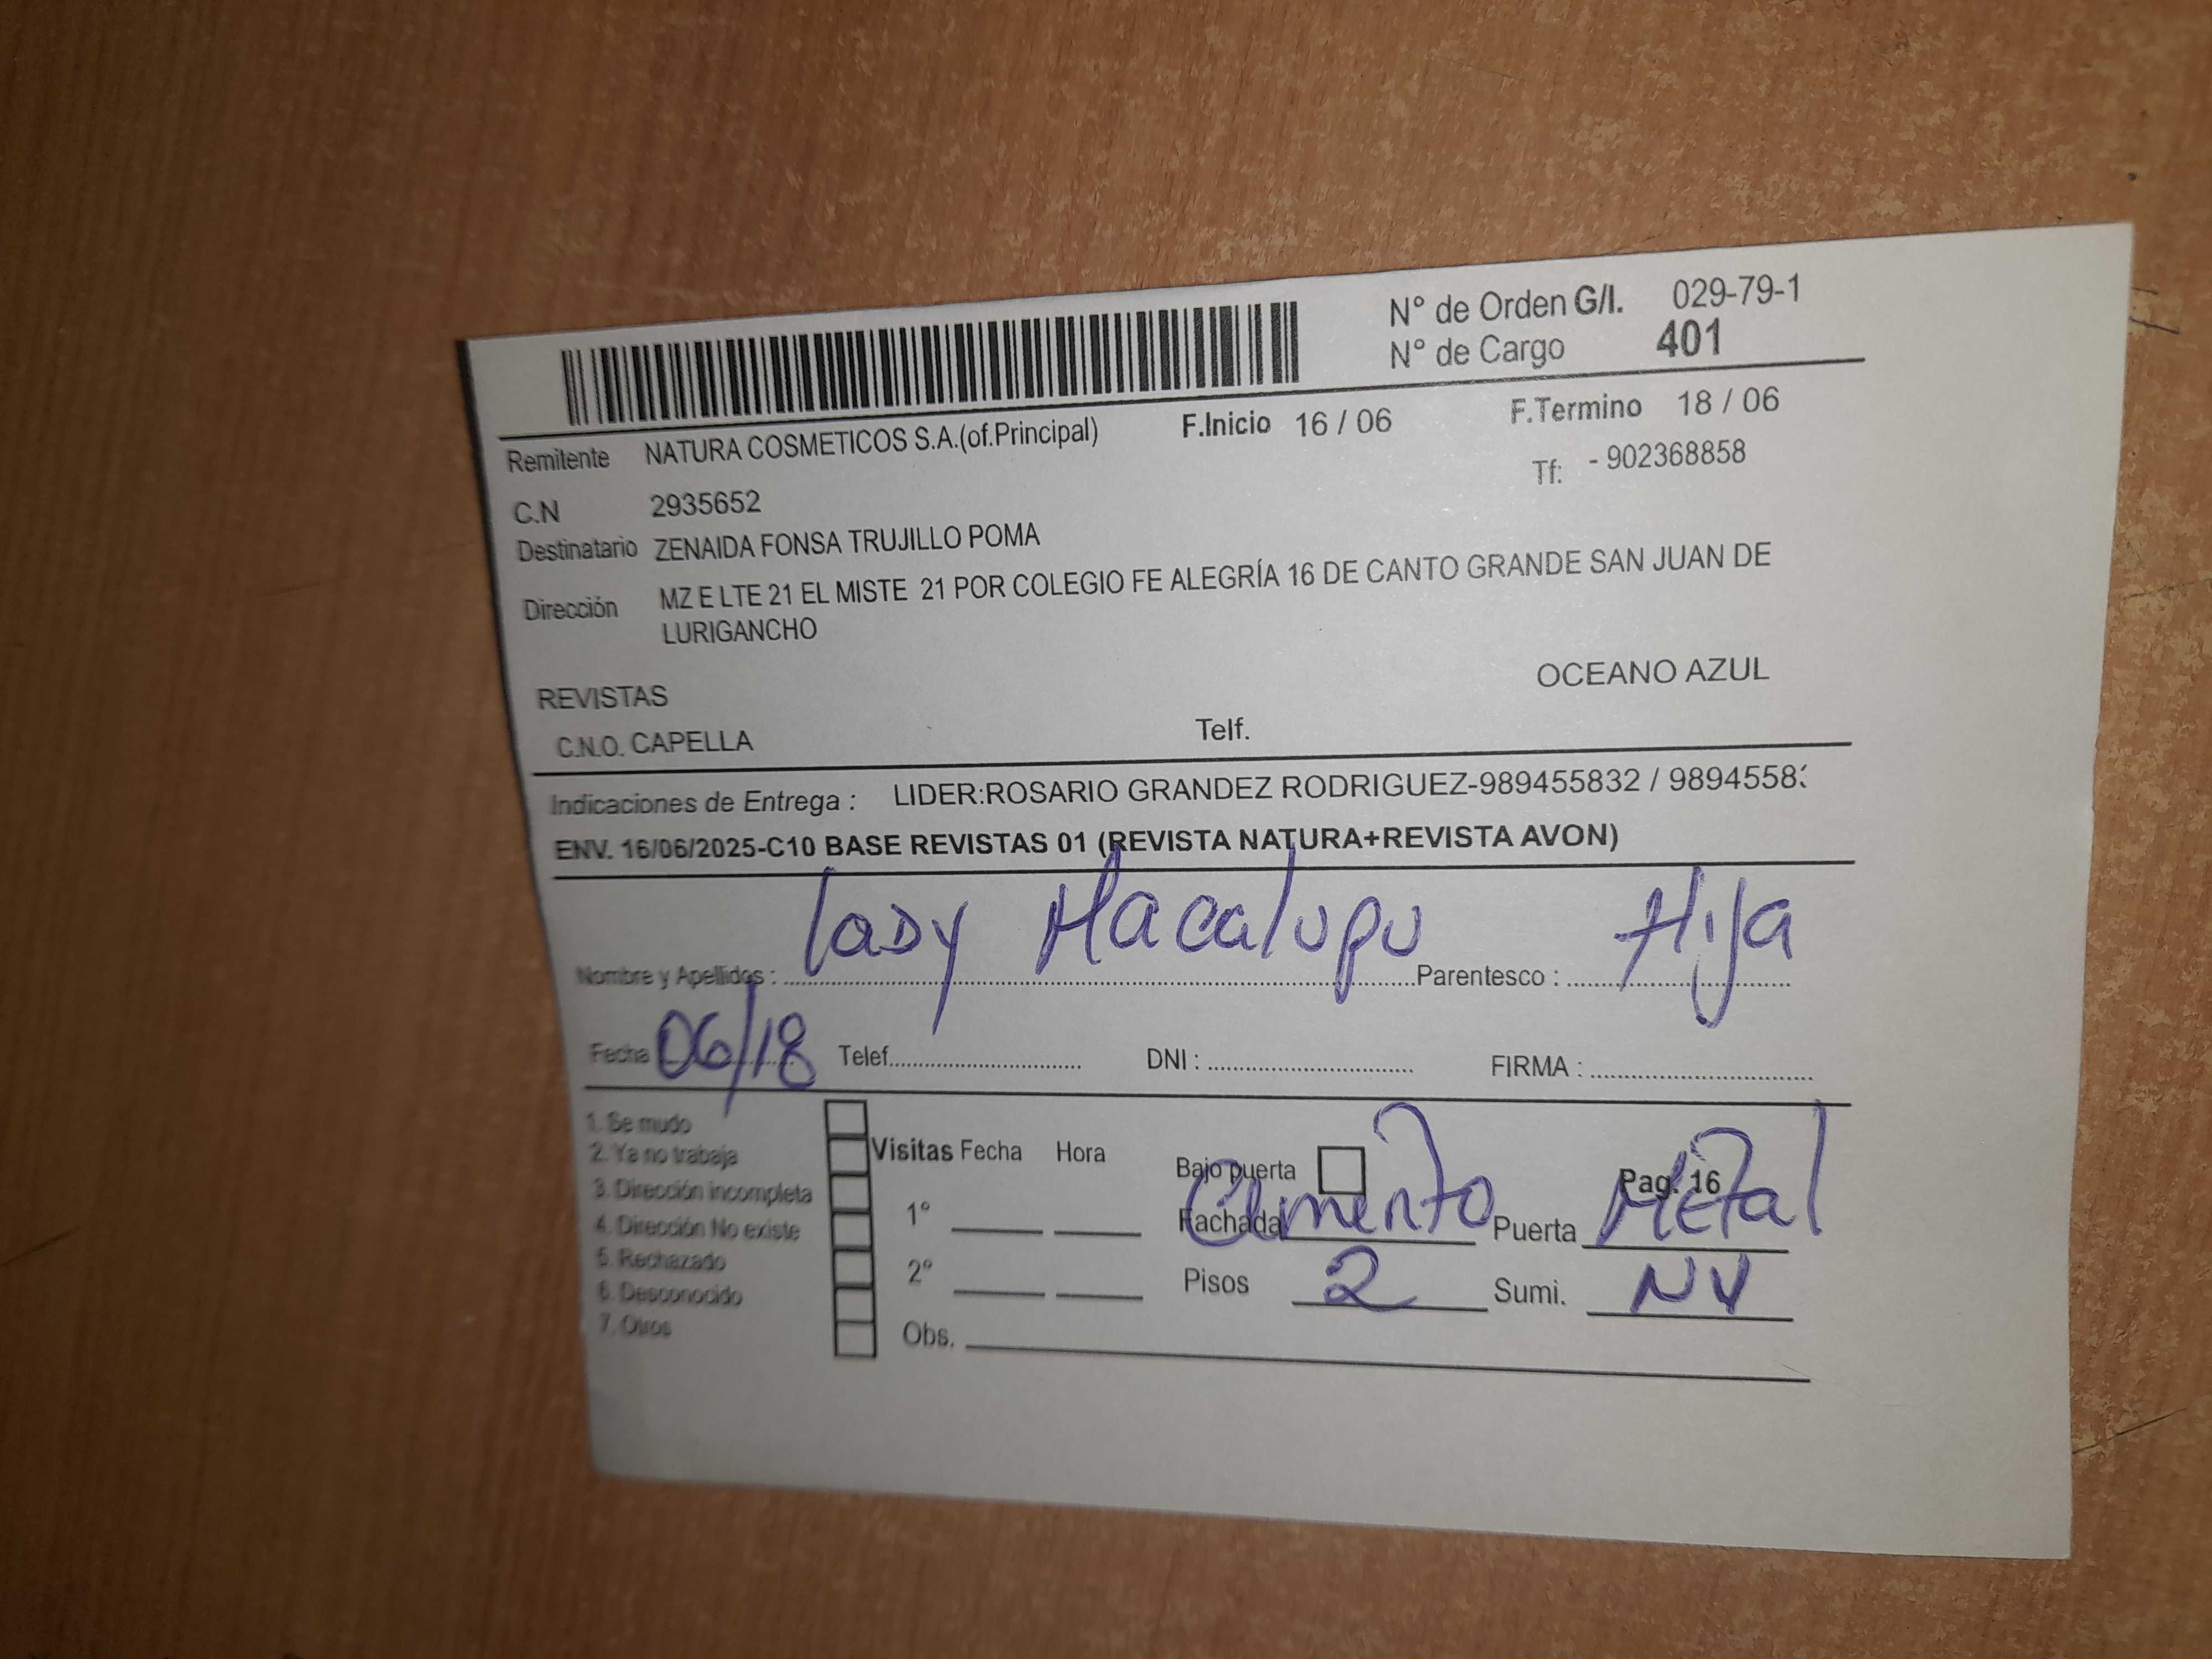 N° de Orden G/I. 029-79-1
N° de Cargo 401
Remitente NATURA COSMETICOS S.A.(of.Principal) F.Inicio 16 / 06 F.Termino 18 / 06
C.N 2935652 Tf: - 902368858
Destinatario ZENAIDA FONSA TRUJILLO POMA
Dirección MZ E LTE 21 EL MISTE 21 POR COLEGIO FE ALEGRÍA 16 DE CANTO GRANDE SAN JUAN DE
LURIGANCHO
REVISTAS OCEANO AZUL
C.N.O. CAPELLA Telf.
Indicaciones de Entrega : LIDER:ROSARIO GRANDEZ RODRIGUEZ-989455832 / 98945583
ENV. 16/06/2025-C10 BASE REVISTAS 01 (REVISTA NATURA+REVISTA AVON)
Nombre y Apellidos : Lady Macalupu Parentesco : Hija
Fecha 06/18 Telef. DNI : FIRMA :
1. Se mudo
2. Ya no trabaja
3. Dirección incompleta
4. Dirección No existe
5. Rechazado
6. Desconocido
7. Otros
Visitas Fecha Hora
1°
2°
Obs.
Bajo puerta Pag. 16
Fachada Cemento Puerta Metal
Pisos 2 Sumi. NV